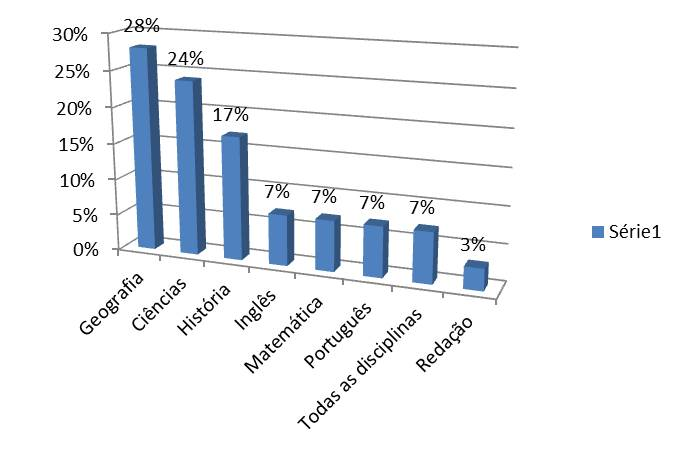 30%
25%
20%
15%
10%
5%
0%
28%
24%
17%
7%
7%
7%
7%
3%
Geografia
Ciências
História
Inglês
Matemática
Português
Todas as disciplinas
Redação
Série1